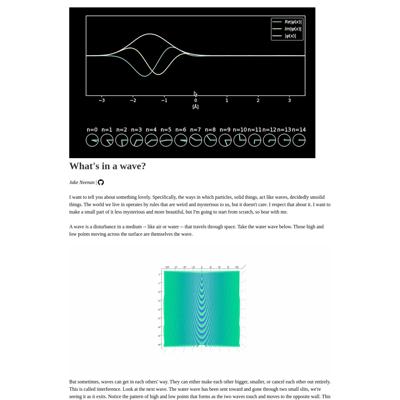 Re[ψ(x)]
Im[ψ(x)]
|ψ(x)|
−3 −2 −1 0 1 2 3
[Å]
n=0 n=1 n=2 n=3 n=4 n=5 n=6 n=7 n=8 n=9 n=10 n=11 n=12 n=13 n=14
What's in a wave?
Jake Neenan |
I want to tell you about something lovely. Specifically, the ways in which particles, solid things, act like waves, decidedly unsolid
things. The world we live in operates by rules that are weird and mysterious to us, but it doesn't care. I respect that about it. I want to
make a small part of it less mysterious and more beautiful, but I'm going to start from scratch, so bear with me.
A wave is a disturbance in a medium -- like air or water -- that travels through space. Take the water wave below. Those high and
low points moving across the surface are themselves the wave.
But sometimes, waves can get in each others' way. They can either make each other bigger, smaller, or cancel each other out entirely.
This is called interference. Look at the next wave. The water wave has been sent toward and gone through two small slits, we're
seeing it as it exits. Notice the pattern of high and low points that forms as the two waves touch and moves to the opposite wall. This